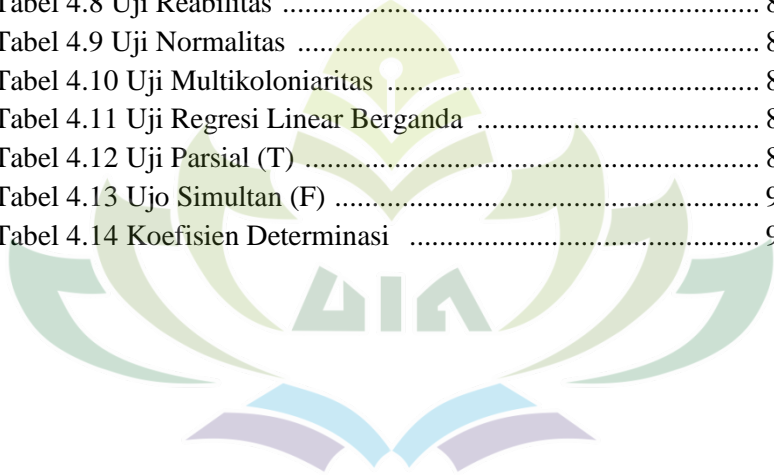 Tabel 4.8 Uji Reabilitas ............................................................... 8
Tabel 4.9 Uji Normalitas ............................................................. 8
Tabel 4.10 Uji Multikoloniaritas ................................................. 8
Tabel 4.11 Uji Regresi Linear Berganda ..................................... 8
Tabel 4.12 Uji Parsial (T) ............................................................ 8
Tabel 4.13 Ujo Simultan (F) ........................................................ 9
Tabel 4.14 Koefisien Determinasi .............................................. 9